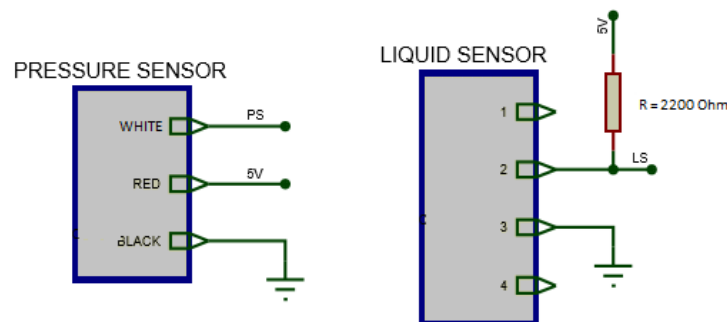 PRESSURE SENSOR
WHITE
PS
RED
5V
BLACK
LIQUID SENSOR
5V
R = 2200 Ohm
1
2
LS
3
4